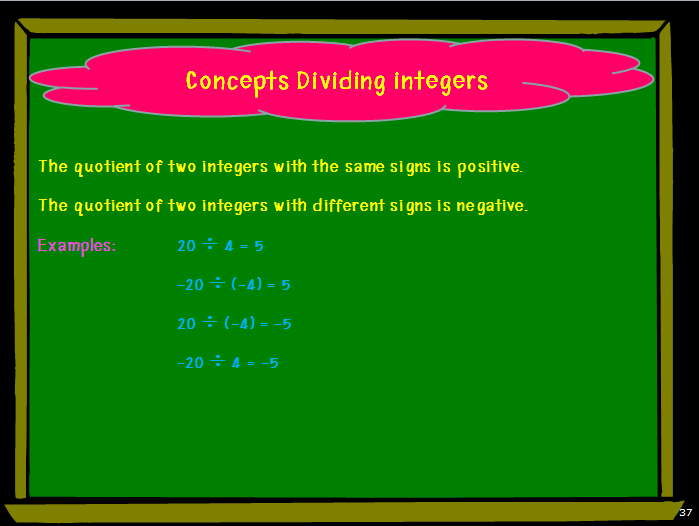 Concepts Dividing integers
The quotient of two integers with the same signs is positive.
The quotient of two integers with different signs is negative.
Examples: 20 ÷ 4 = 5
-20 ÷ (-4) = 5
20 ÷ (-4) = -5
-20 ÷ 4 = -5
37